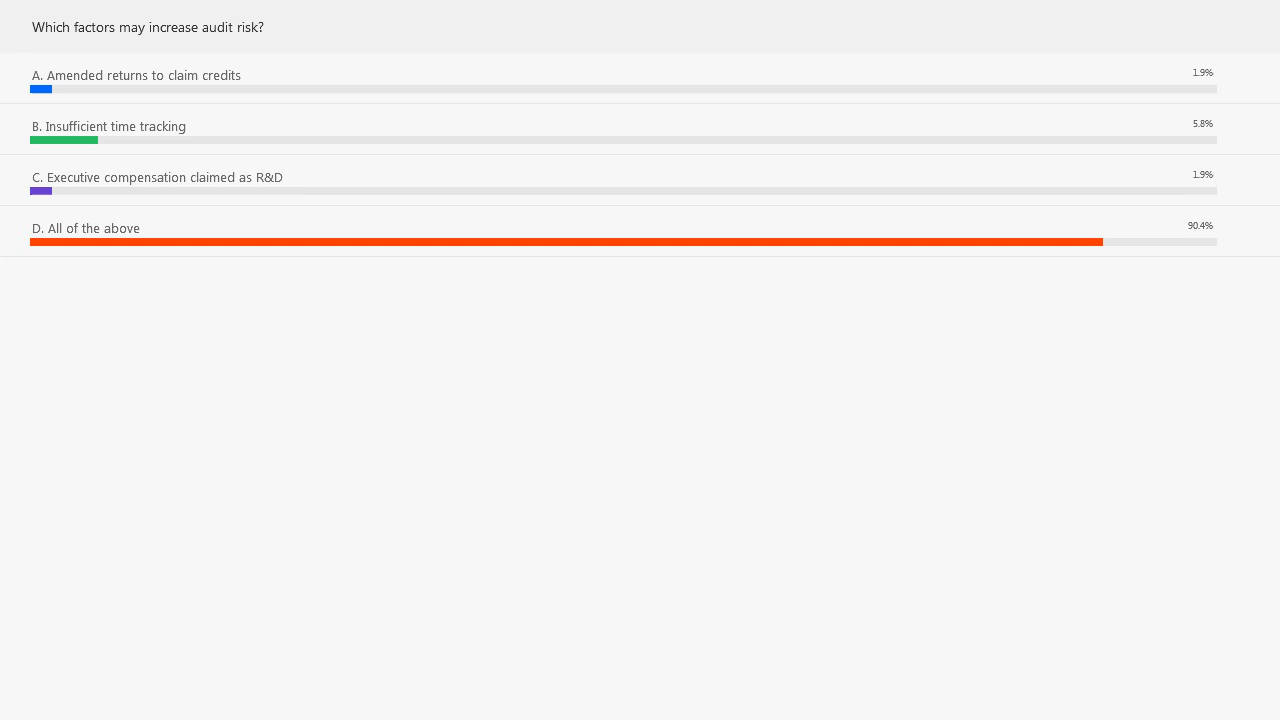 Which factors may increase audit risk?
A. Amended returns to claim credits
1.9%
B. Insufficient time tracking
5.8%
C. Executive compensation claimed as R&D
1.9%
D. All of the above
90.4%